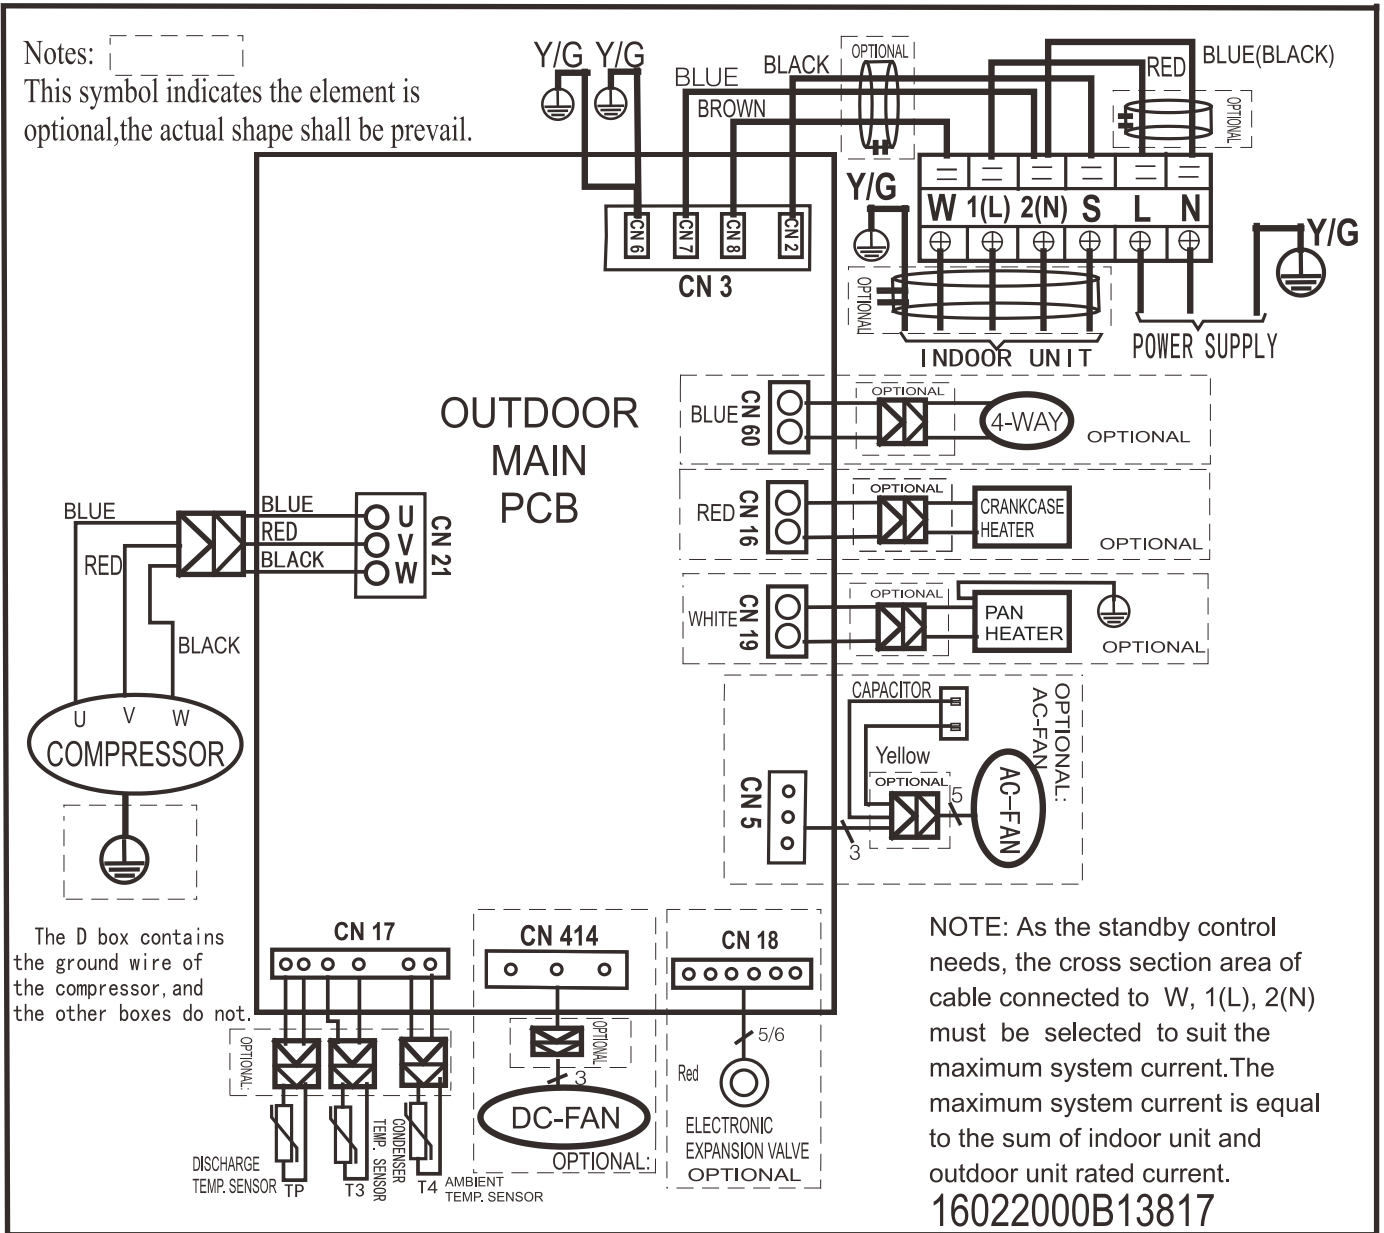 Notes:
This symbol indicates the element is
optional,the actual shape shall be prevail.
Y/G Y/G
BLUE
BLACK
BROWN
OPTIONAL
RED
BLUE(BLACK)
OPTIONAL
Y/G
W 1(L) 2(N) S L N
Y/G
CN 6
CN 7
CN 8
CN 2
CN 3
OPTIONAL
INDOOR UNIT
POWER SUPPLY
OUTDOOR
MAIN
PCB
BLUE
CN 60
OPTIONAL
4-WAY
OPTIONAL
RED
CN 16
OPTIONAL
CRANKCASE
HEATER
OPTIONAL
WHITE
CN 19
OPTIONAL
PAN
HEATER
OPTIONAL
BLUE
RED
BLACK
BLUE
RED
BLACK
U
V
W
CN 21
U V W
COMPRESSOR
CAPACITOR
OPTIONAL:
AC-FAN
Yellow
OPTIONAL
CN 5
3
5
AC-FAN
The D box contains
the ground wire of
the compressor,and
the other boxes do not.
CN 17
CN 414
CN 18
OPTIONAL:
DISCHARGE
TEMP. SENSOR
TP
T3
CONDENSER
TEMP. SENSOR
T4
AMBIENT
TEMP. SENSOR
OPTIONAL
3
DC-FAN
OPTIONAL:
5/6
Red
ELECTRONIC
EXPANSION VALVE
OPTIONAL
NOTE: As the standby control
needs, the cross section area of
cable connected to W, 1(L), 2(N)
must be selected to suit the
maximum system current.The
maximum system current is equal
to the sum of indoor unit and
outdoor unit rated current.
16022000B13817